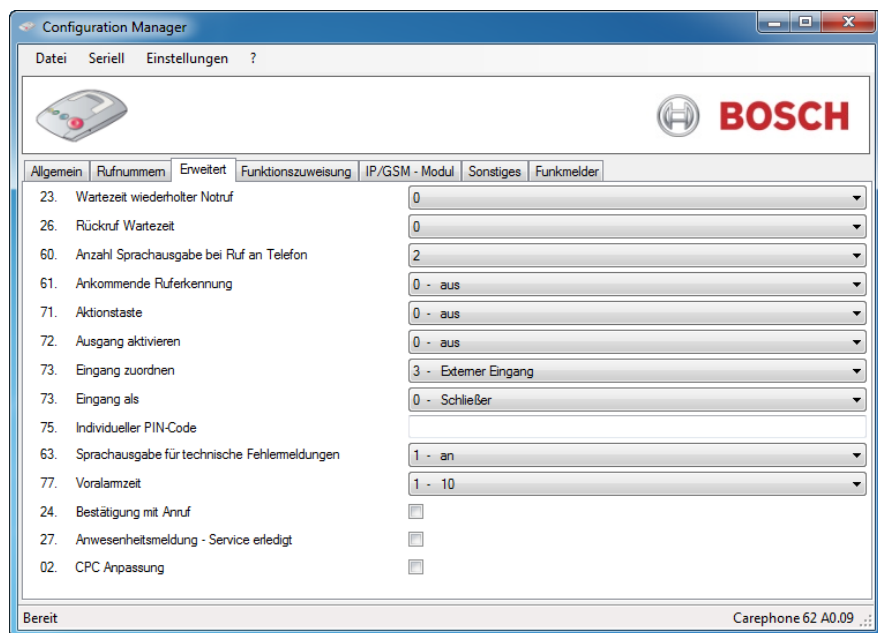 Configuration Manager
Datei Seriell Einstellungen ?
BOSCH
Allgemein Rufnummern Erweitert Funktionszuweisung IP/GSM - Modul Sonstiges Funkmelder
23. Wartezeit wiederholter Notruf 0
26. Rückruf Wartezeit 0
60. Anzahl Sprachausgabe bei Ruf an Telefon 2
61. Ankommende Ruferkennung 0 - aus
71. Aktionstaste 0 - aus
72. Ausgang aktivieren 0 - aus
73. Eingang zuordnen 3 - Externer Eingang
73. Eingang als 0 - Schließer
75. Individueller PIN-Code
63. Sprachausgabe für technische Fehlermeldungen 1 - an
77. Voralarmzeit 1 - 10
24. Bestätigung mit Anruf
27. Anwesenheitsmeldung - Service erledigt
02. CPC Anpassung
Bereit Carephone 62 A0.09